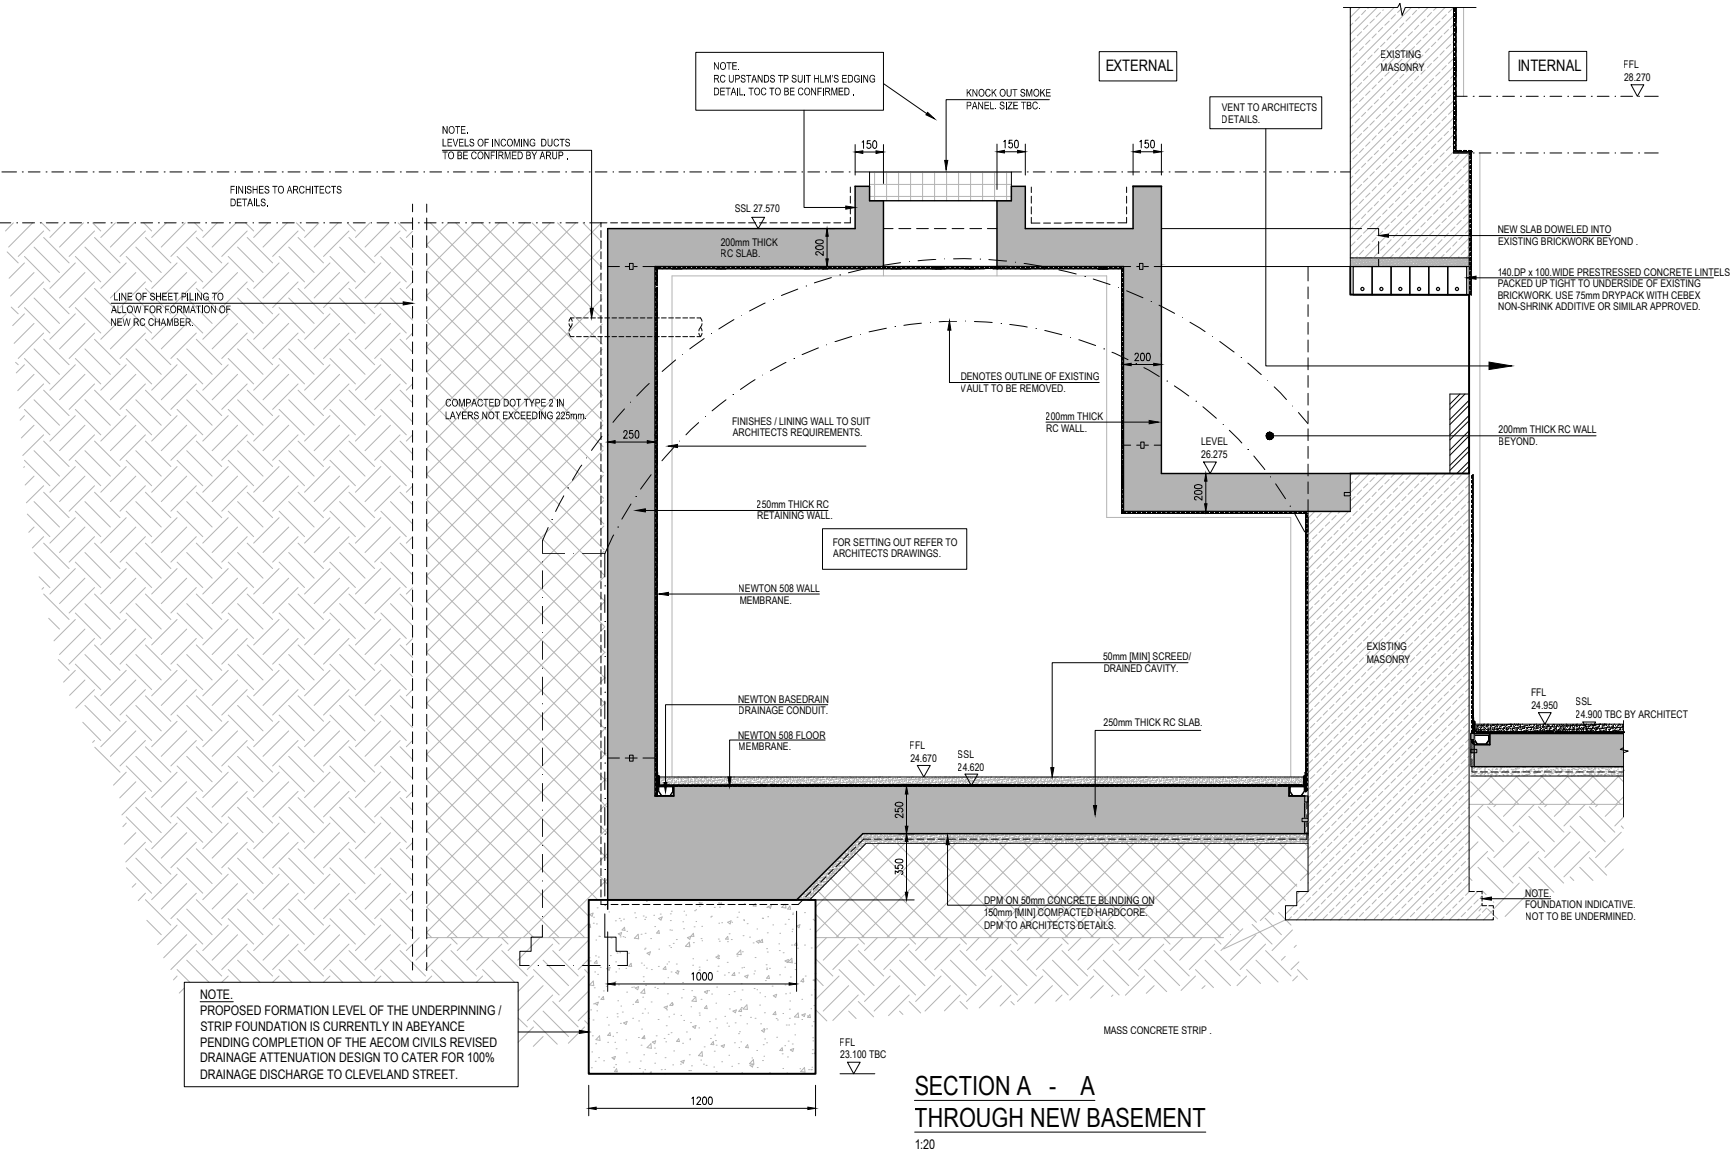 NOTE.
RC UPSTANDS TP SUIT HLM'S EDGING
DETAIL, TOC TO BE CONFIRMED .
EXTERNAL
EXISTING
MASONRY
INTERNAL
FFL
28.270
KNOCK OUT SMOKE
PANEL. SIZE TBC.
VENT TO ARCHITECTS
DETAILS.
NOTE.
LEVELS OF INCOMING DUCTS
TO BE CONFIRMED BY ARUP .
150
150
150
FINISHES TO ARCHITECTS
DETAILS.
SSL 27.570
200mm THICK
RC SLAB.
200
NEW SLAB DOWELED INTO
EXISTING BRICKWORK BEYOND .
140.DP x 100.WIDE PRESTRESSED CONCRETE LINTELS
PACKED UP TIGHT TO UNDERSIDE OF EXISTING
BRICKWORK. USE 75mm DRYPACK WITH CEBEX
NON-SHRINK ADDITIVE OR SIMILAR APPROVED.
LINE OF SHEET PILING TO
ALLOW FOR FORMATION OF
NEW RC CHAMBER.
DENOTES OUTLINE OF EXISTING
VAULT TO BE REMOVED.
200
COMPACTED DOT TYPE 2 IN
LAYERS NOT EXCEEDING 225mm.
FINISHES / LINING WALL TO SUIT
ARCHITECTS REQUIREMENTS.
250
200mm THICK
RC WALL.
200mm THICK RC WALL
BEYOND.
LEVEL
26.275
200
250mm THICK RC
RETAINING WALL.
FOR SETTING OUT REFER TO
ARCHITECTS DRAWINGS.
NEWTON 508 WALL
MEMBRANE.
50mm [MIN] SCREED/
DRAINED CAVITY.
EXISTING
MASONRY
NEWTON BASEDRAIN
DRAINAGE CONDUIT.
250mm THICK RC SLAB.
NEWTON 508 FLOOR
MEMBRANE.
FFL
24.670
SSL
24.620
FFL
24.950
SSL
24.900 TBC BY ARCHITECT
250
350
DPM ON 50mm CONCRETE BLINDING ON
150mm [MIN] COMPACTED HARDCORE.
DPM TO ARCHITECTS DETAILS.
NOTE.
FOUNDATION INDICATIVE.
NOT TO BE UNDERMINED.
1000
NOTE.
PROPOSED FORMATION LEVEL OF THE UNDERPINNING /
STRIP FOUNDATION IS CURRENTLY IN ABEYANCE
PENDING COMPLETION OF THE AECOM CIVILS REVISED
DRAINAGE ATTENUATION DESIGN TO CATER FOR 100%
DRAINAGE DISCHARGE TO CLEVELAND STREET.
MASS CONCRETE STRIP .
FFL
23.100 TBC
1200
SECTION A - A
THROUGH NEW BASEMENT
1:20